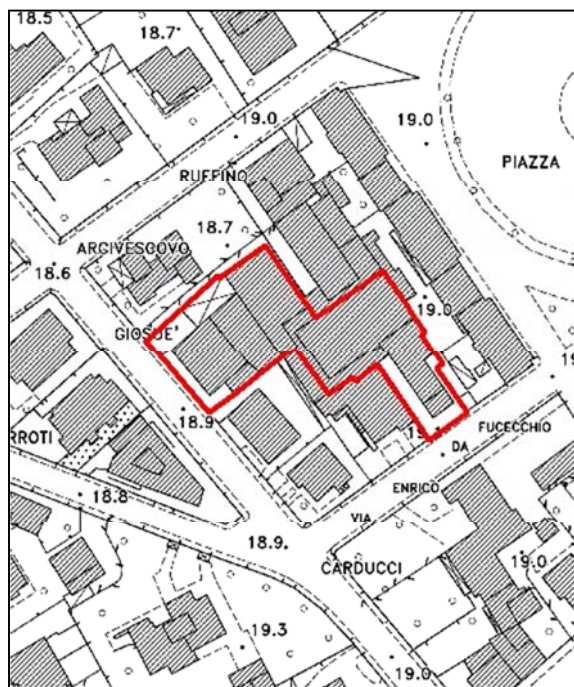 18.5
18.7
19.0
19.0
PIAZZA
RUFFINO
18.7
ARCIVESCOVO
18.6
19.0
GIOSUE'
18.9
19.
FUCECCHIO
DA
RROTI
ENRICO
18.8
VIA
18.9.
CARDUCCI
19.0
19.3
19.0